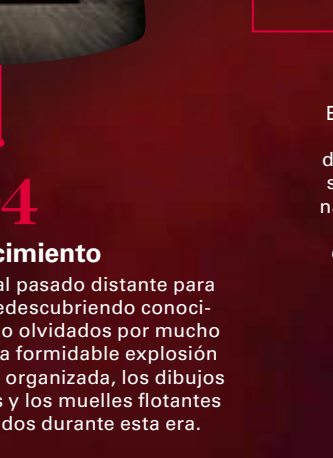 4
cimiento
al pasado distante para
edescubriendo conoci-
o olvidados por mucho
a formidable explosión
organizada, los dibujos
s y los muelles flotantes
dos durante esta era.
E
d
s
na